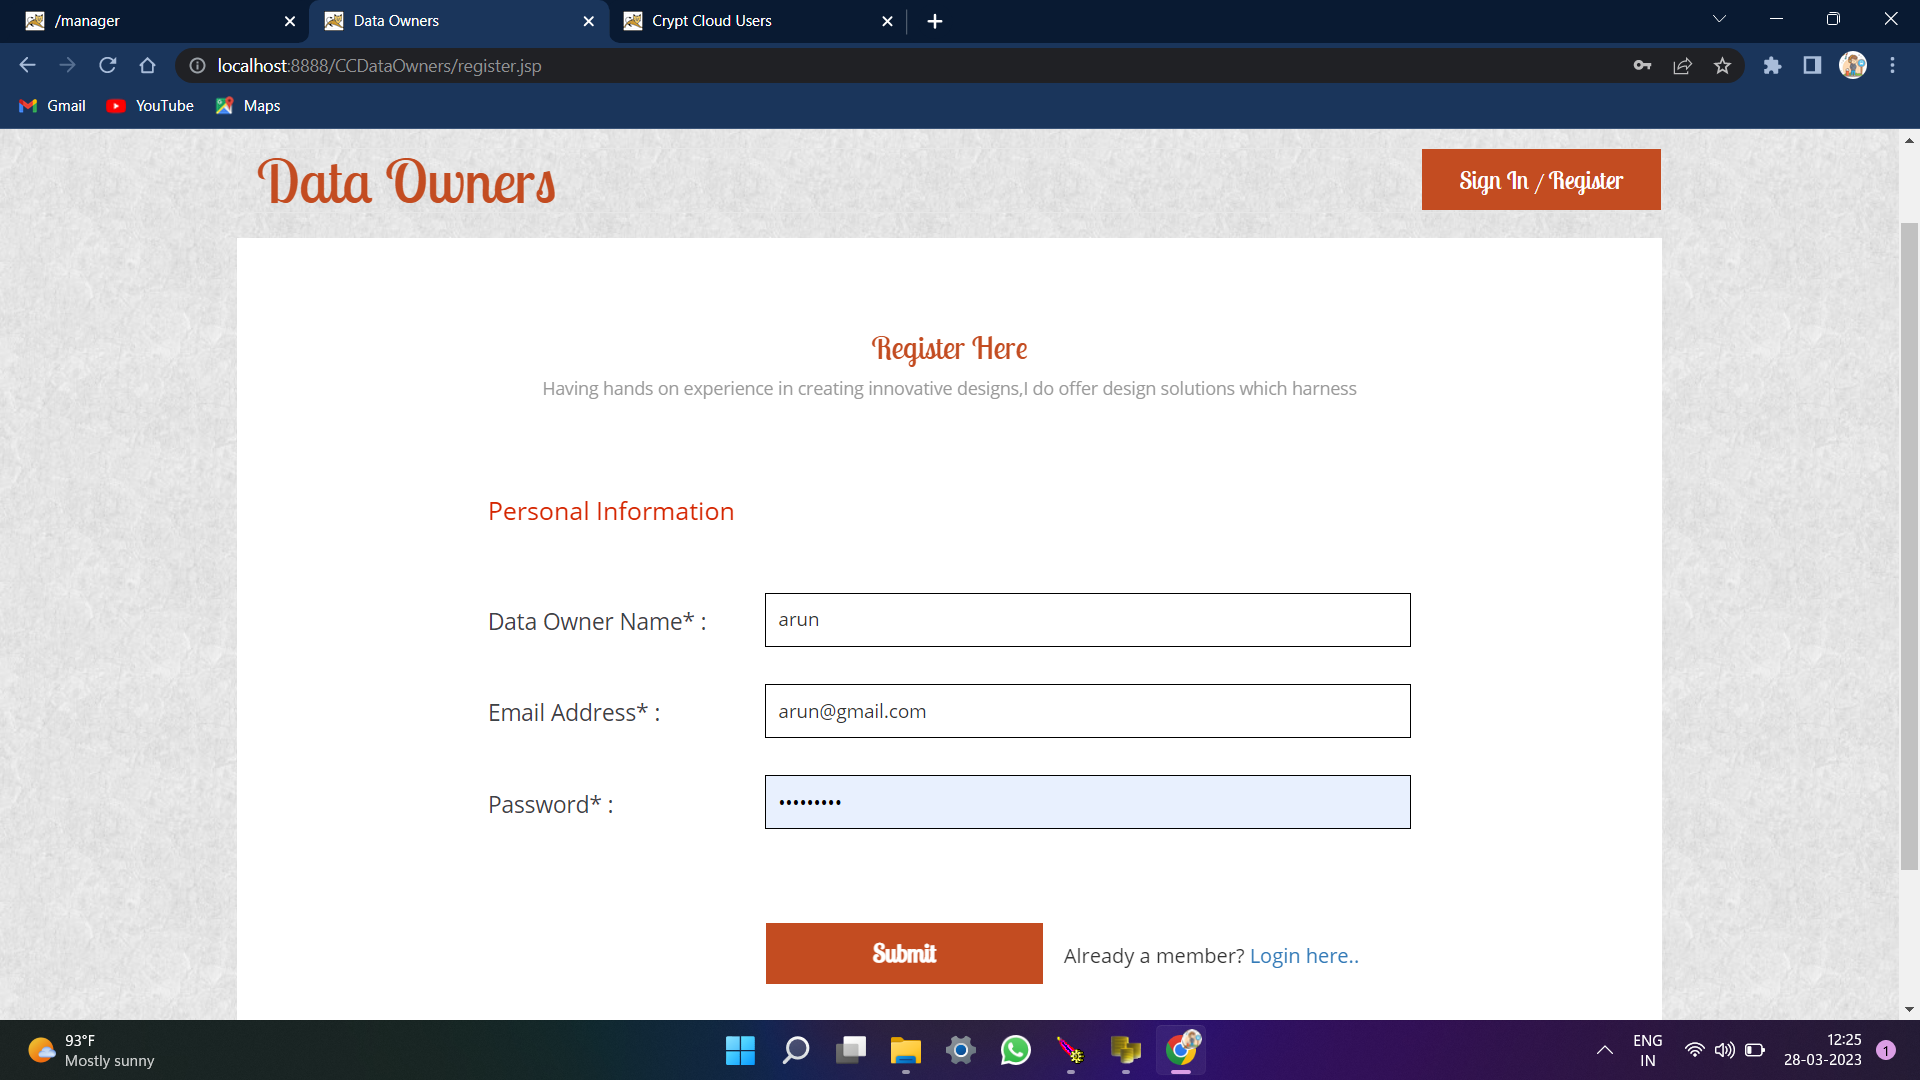 /manager
Data Owners
Crypt Cloud Users
localhost:8888/CCDataOwners/register.jsp
Gmail
YouTube
Maps
Data Owners
Sign In / Register
Register Here
Having hands on experience in creating innovative designs,I do offer design solutions which harness
Personal Information
Data Owner Name* :
arun
Email Address* :
arun@gmail.com
Password* :
•••••••••
Submit
Already a member? Login here..
93°F
Mostly sunny
ENG
IN
12:25
28-03-2023
1